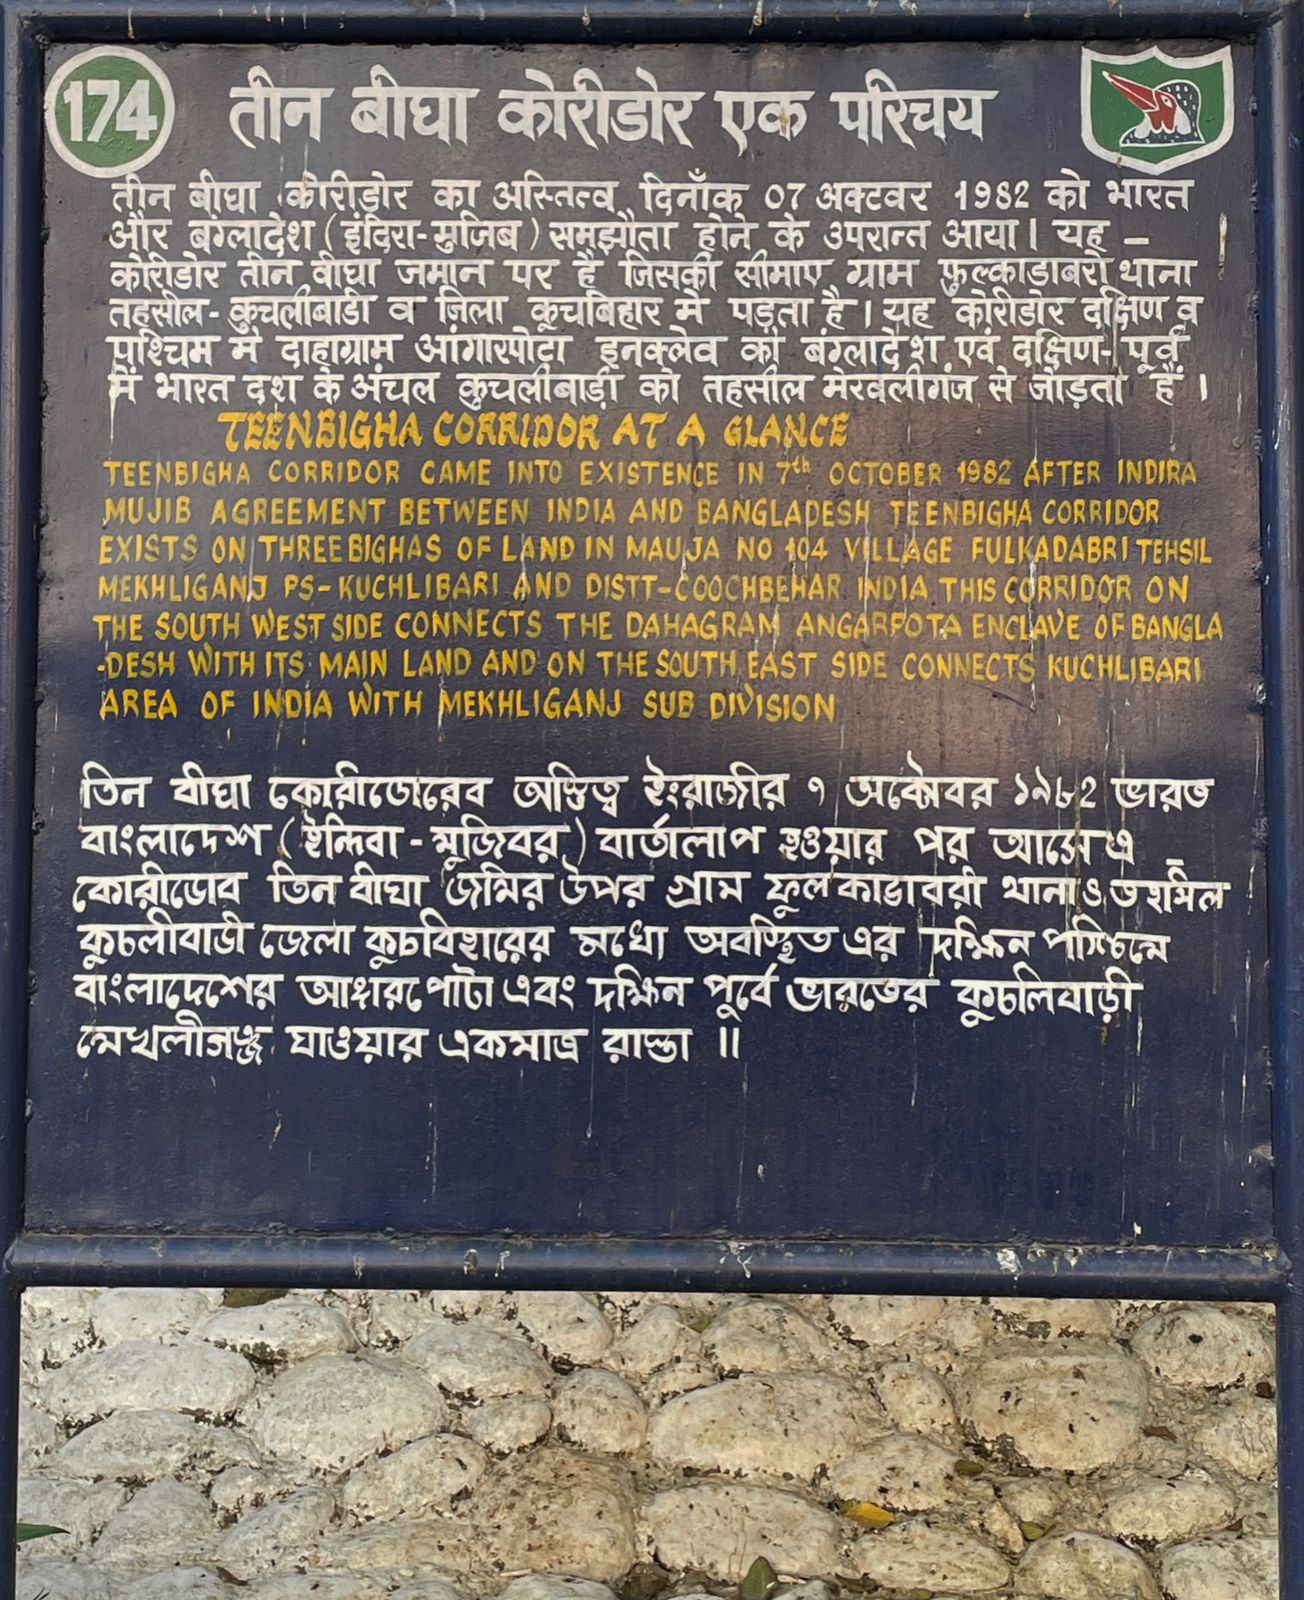 174
तीन बीघा कोरीडोर एक परिचय
तीन बीघा कोरीडोर का अस्तित्व दिनाँक 07 अक्टवर 1982 को भारत
और बंग्लादेश (इंदिरा-मुजिब) समझौता होने के उपरान्त आया। यह –
कोरीडोर तीन बीघा जमीन पर है जिसकी सीमाए ग्राम फुल्काडाबरी थाना
तहसील- कुचलीबाडी व जिला कूचबिहार में पड़ता है। यह कोरीडोर दक्षिण व
पश्चिम में दाहाग्राम आंगारपोटा इनक्लेव को बंग्लादेश एवं दक्षिण- पूर्व
में भारत देश के अंचल कुचलीबाड़ी को तहसील मेखलीगंज से जोड़ता हैं।
TEENBIGHA CORRIDOR AT A GLANCE
TEENBIGHA CORRIDOR CAME INTO EXISTENCE IN 7th OCTOBER 1982 AFTER INDIRA
MUJIB AGREEMENT BETWEEN INDIA AND BANGLADESH TEENBIGHA CORRIDOR
EXISTS ON THREE BIGHAS OF LAND IN MAUJA NO 104 VILLAGE FULKADABRI TEHSIL
MEKHLIGANJ PS-KUCHLIBARI AND DISTT-COOCHBEHAR INDIA THIS CORRIDOR ON
THE SOUTH WEST SIDE CONNECTS THE DAHAGRAM ANGARPOTA ENCLAVE OF BANGLA
-DESH WITH ITS MAIN LAND AND ON THE SOUTH EAST SIDE CONNECTS KUCHLIBARI
AREA OF INDIA WITH MEKHLIGANJ SUB DIVISION
তিন বীঘা কোরীডোরেব অস্তিত্ব ইংরাজীর ৭ অক্টোবর ১৯৮2 ভারত
বাংলাদেশ (ইন্দিবা - মুজিবর) বার্তালাপ হওয়ার পর আসে এ –
কোরীডোব তিন বীঘা জমির উপর গ্রাম ফুলকাডাবরী থানা ও তহসিল
কুচলীবাডী জেলা কুচবিহারের মধ্যে অবস্থিত এর দক্ষিন পশ্চিমে
বাংলাদেশের আঙ্গারপোটা এবং দক্ষিন পুর্বে ভারতের কুচলিবাড়ী
মেখলীগঞ্জ যাওয়ার একমাত্র রাস্তা ॥